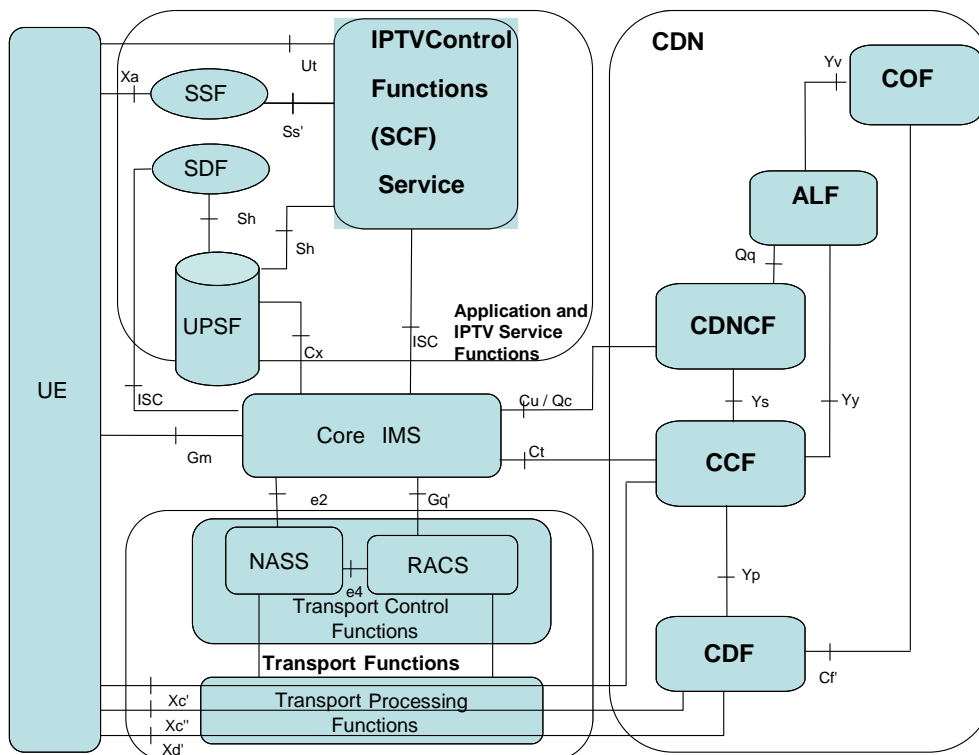 IPTVControl
Functions
(SCF)
Service
CDN
COF
Yv
Ut
Xa
SSF
Ss'
SDF
ALF
Sh
Sh
Qq
UPSF
CDNCF
Application and
IPTV Service
Functions
Cx
ISC
UE
ISC
Cu / Qc
Ys
Yy
Core IMS
Gm
Ct
CCF
e2
Gq'
NASS
RACS
e4
Yp
Transport Control
Functions
CDF
Transport Functions
Cf'
Xc'
Transport Processing
Functions
Xc''
Xd'